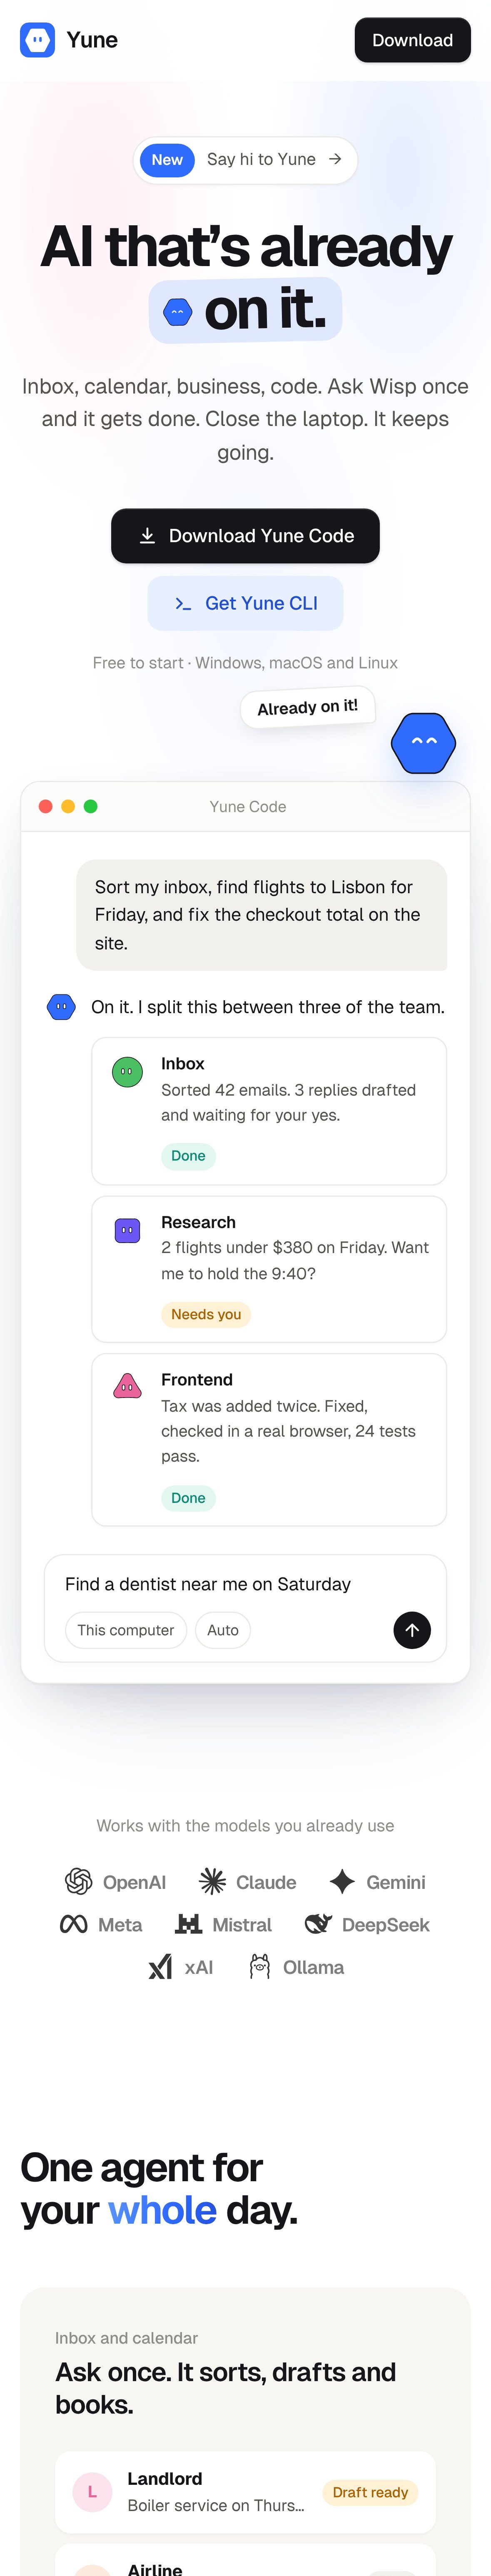 Yune
Download
New Say hi to Yune →
AI that’s already
on it.
Inbox, calendar, business, code. Ask Wisp once
and it gets done. Close the laptop. It keeps
going.
Download Yune Code
Get Yune CLI
Free to start · Windows, macOS and Linux
Already on it!
Yune Code
Sort my inbox, find flights to Lisbon for
Friday, and fix the checkout total on the
site.
On it. I split this between three of the team.
Inbox
Sorted 42 emails. 3 replies drafted
and waiting for your yes.
Done
Research
2 flights under $380 on Friday. Want
me to hold the 9:40?
Needs you
Frontend
Tax was added twice. Fixed,
checked in a real browser, 24 tests
pass.
Done
Find a dentist near me on Saturday
This computer
Auto
Works with the models you already use
OpenAI
Claude
Gemini
Meta
Mistral
DeepSeek
xAI
Ollama
One agent for
your whole day.
Inbox and calendar
Ask once. It sorts, drafts and
books.
L
Landlord
Boiler service on Thurs...
Draft ready
Airline